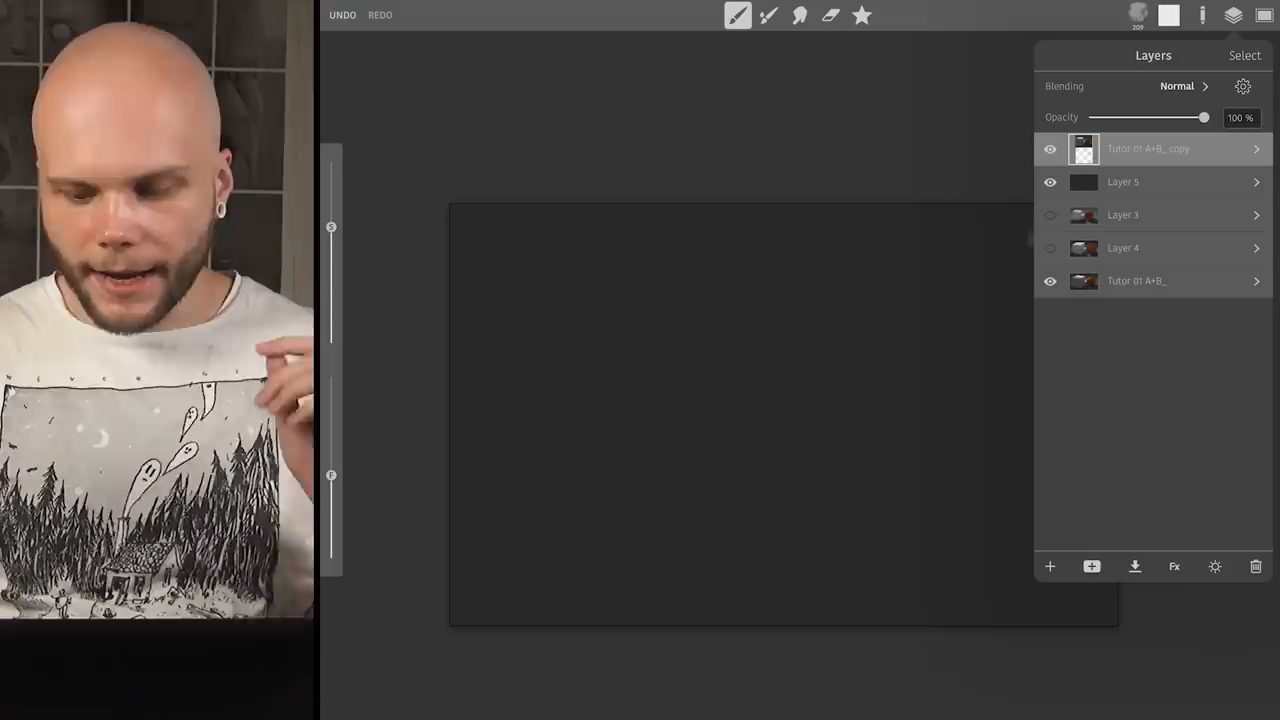 UNDO REDO
209
Layers Select
Blending Normal
Opacity 100 %
Tutor 01 A+B_ copy
Layer 5
Layer 3
Layer 4
Tutor 01 A+B_
S
F
Fx